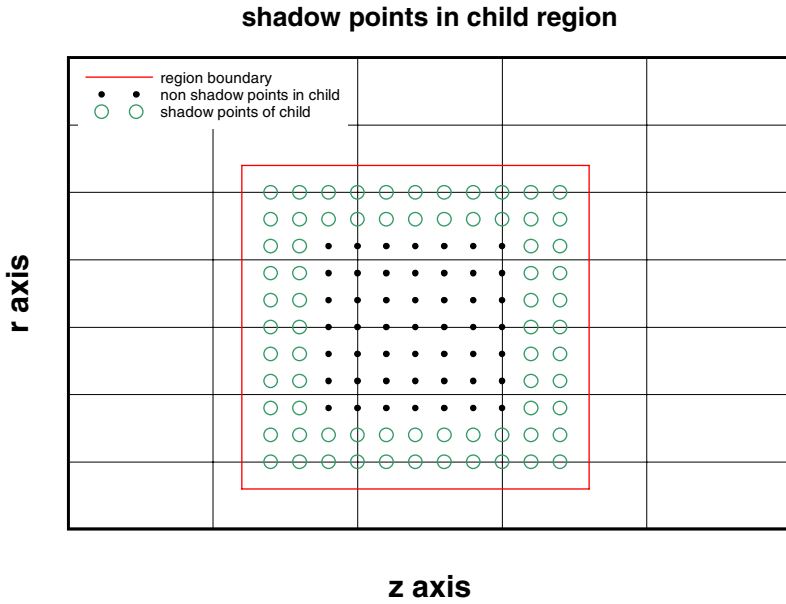 shadow points in child region
region boundary
non shadow points in child
shadow points of child
r axis
z axis